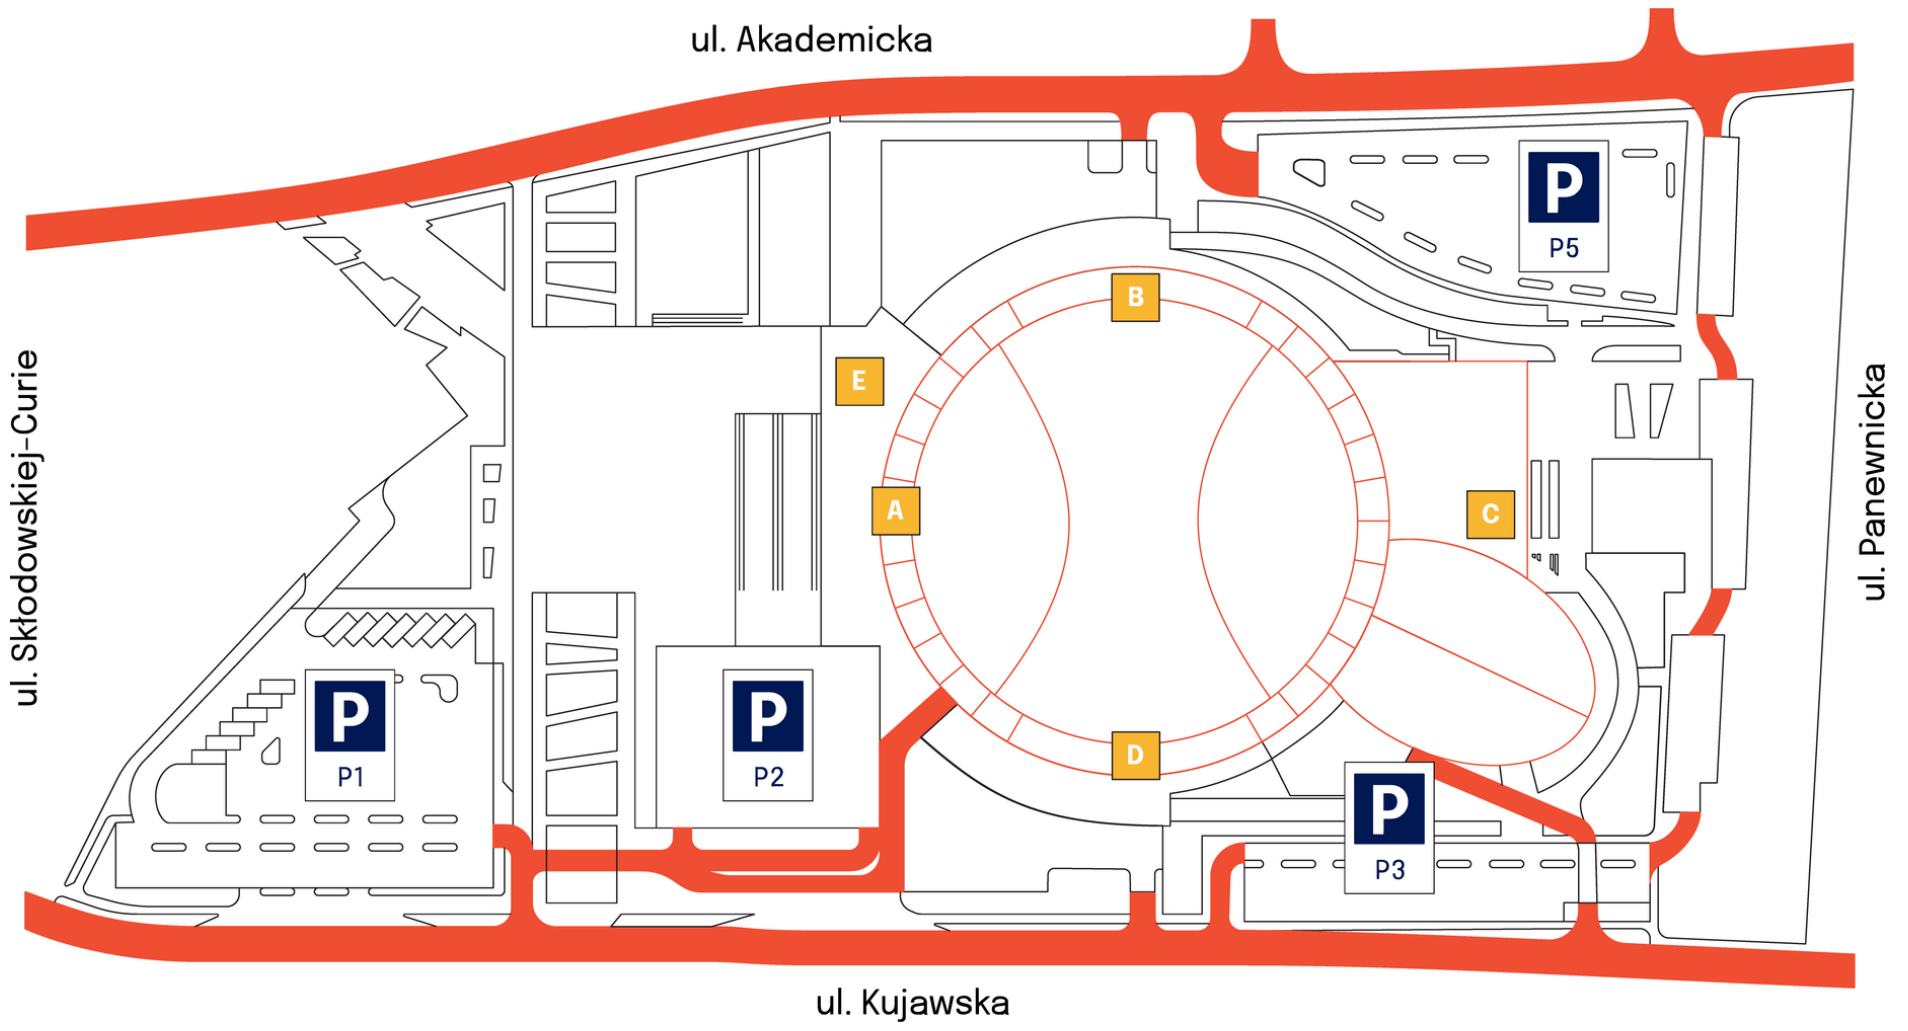 ul. Akademicka
P
P5
B
E
ul. Skłodowskiej-Curie
ul. Panewnicka
A
C
P
P1
P
P2
D
P
P3
ul. Kujawska